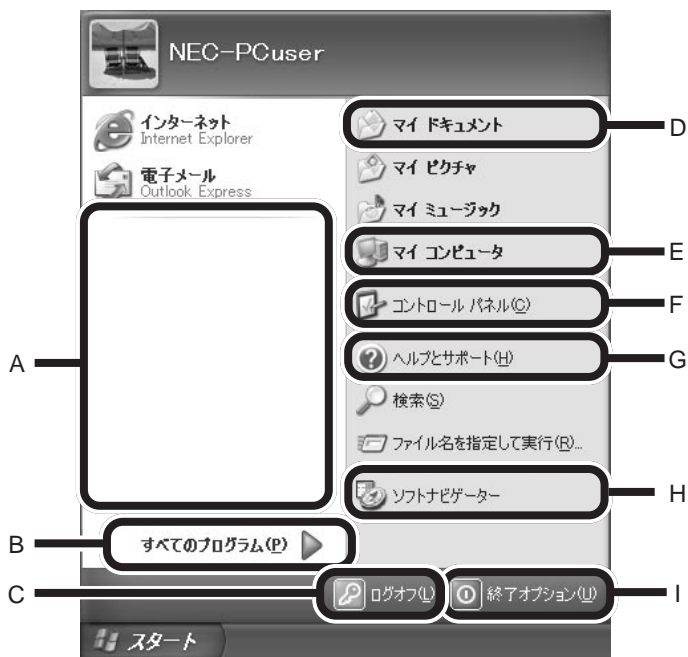 NEC-PCuser
インターネット
Internet Explorer
電子メール
Outlook Express
マイ ドキュメント
D
マイ ピクチャ
マイ ミュージック
マイ コンピュータ
E
コントロール パネル(C)
F
A
ヘルプとサポート(H)
G
検索(S)
ファイル名を指定して実行(R)...
ソフトナビゲーター
H
B
すべてのプログラム(P)
C
ログオフ(L)
終了オプション(U)
I
スタート